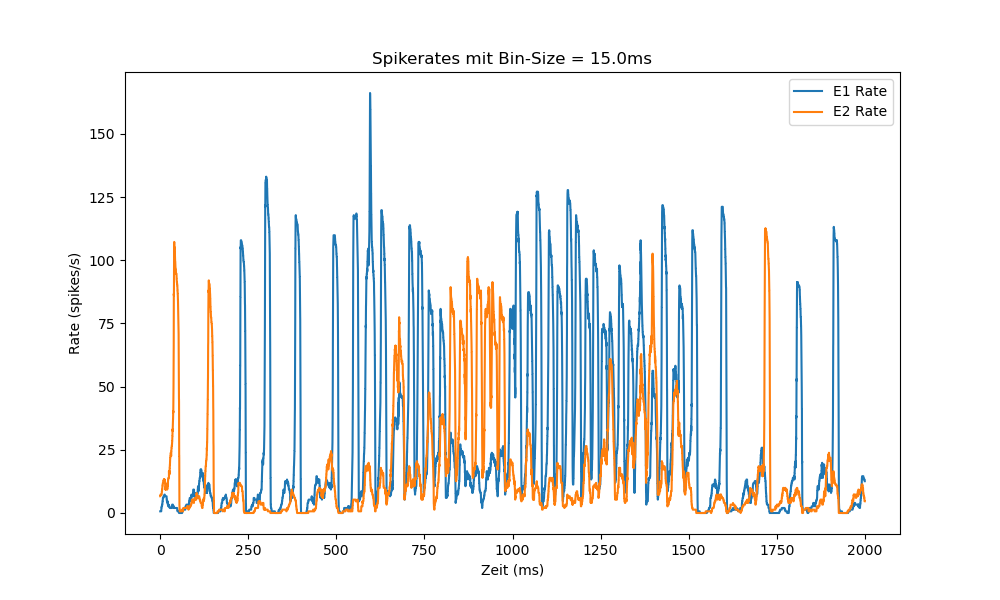 Spikerates mit Bin-Size = 15.0ms
E1 Rate
E2 Rate
150
125
100
75
50
25
0
Rate (spikes/s)
0 250 500 750 1000 1250 1500 1750 2000
Zeit (ms)